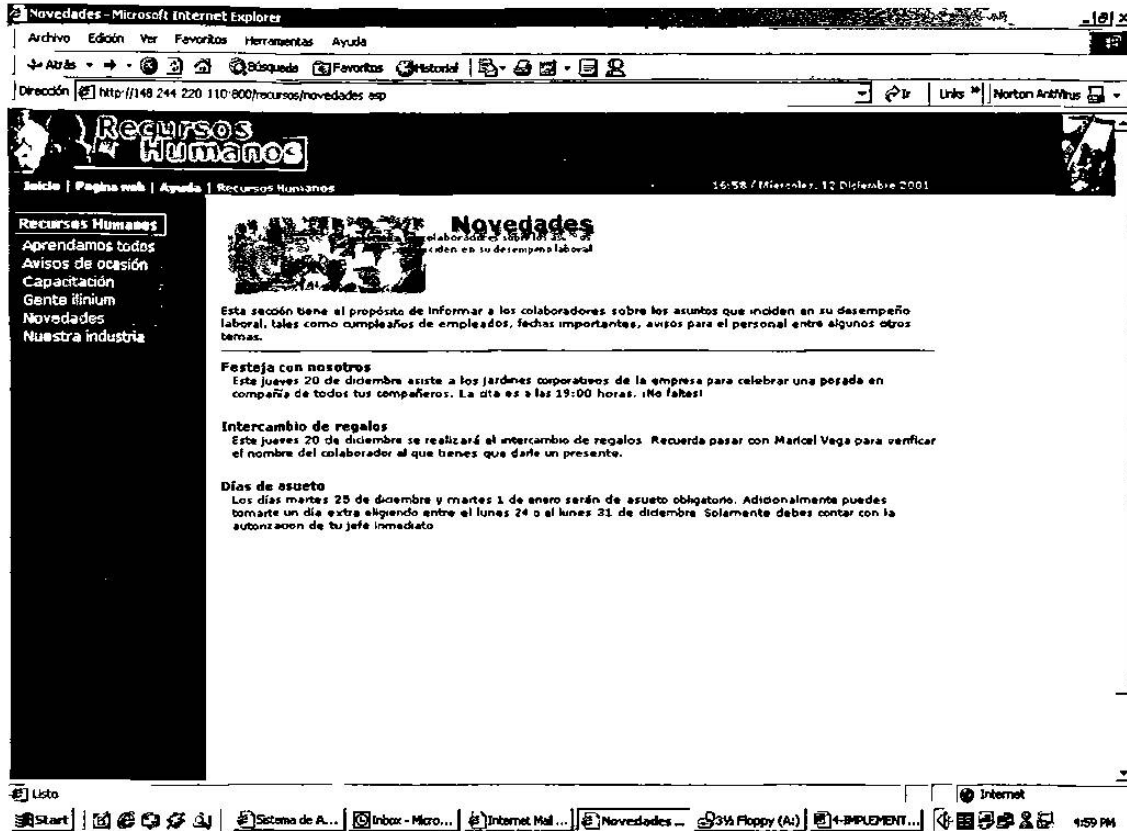 Novedades - Microsoft Internet Explorer
Archivo Edición Ver Favoritos Herramientas Ayuda
Atrás Búsqueda Favoritos Historial
Dirección http://148 244 220 110:800/recursos/novedades asp Ir Links » Norton AntiVirus
Recursos
Humanos
Inicio | Pagina web | Ayuda | Recursos Humanos 16:58 / Miercoles, 12 Diciembre 2001
Recursos Humanos
Aprendamos todos
Avisos de ocasión
Capacitación
Gente ilinium
Novedades
Nuestra industria
Novedades
colaboradores sobre los
inciden en su desempeño laboral
Esta sección tiene el propósito de informar a los colaboradores sobre los asuntos que inciden en su desempeño
laboral, tales como cumpleaños de empleados, fechas importantes, avisos para el personal entre algunos otros
temas.
Festeja con nosotros
Este jueves 20 de diciembre asiste a los jardines corporativos de la empresa para celebrar una posada en
compañía de todos tus compañeros. La cita es a las 19:00 horas. ¡No faltes!
Intercambio de regalos
Este jueves 20 de diciembre se realizará el intercambio de regalos. Recuerda pasar con Maricel Vega para verificar
el nombre del colaborador al que tienes que darle un presente.
Días de asueto
Los días martes 25 de diciembre y martes 1 de enero serán de asueto obligatorio. Adicionalmente puedes
tomarte un día extra eligiendo entre el lunes 24 o el lunes 31 de diciembre. Solamente debes contar con la
autorización de tu jefe inmediato
Listo Internet
Start Sistema de A... Inbox - Micro... Internet Mail ... Novedades ... 3½ Floppy (A:) 4-IMPLEMENT... 4:59 PM